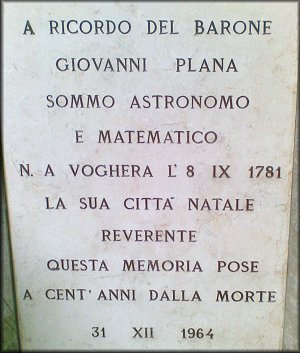 A RICORDO DEL BARONE
GIOVANNI PLANA
SOMMO ASTRONOMO
E MATEMATICO
N. A VOGHERA L' 8 IX 1781
LA SUA CITTA' NATALE
REVERENTE
QUESTA MEMORIA POSE
A CENT' ANNI DALLA MORTE
31 XII 1964